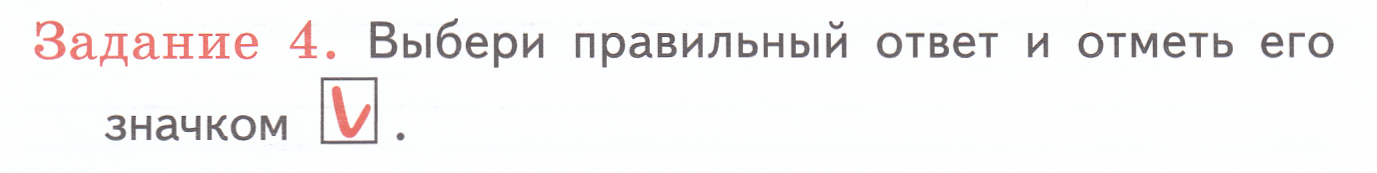 Задание 4. Выбери правильный ответ и отметь его
значком V .